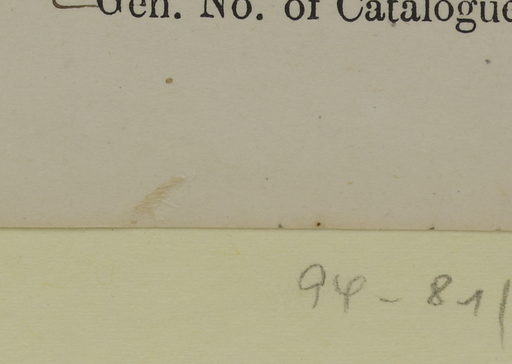 Gen. No. of Catalogue
94-81/